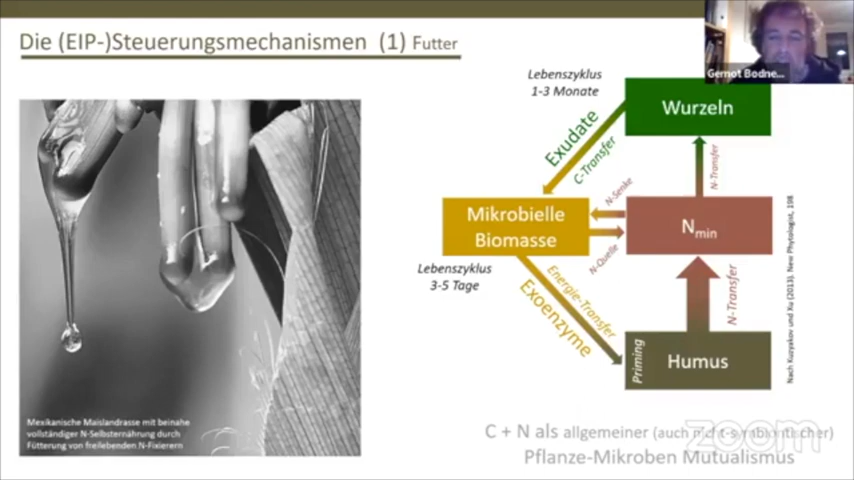 Die (EIP-)Steuerungsmechanismen (1) Futter
Gernot Bodne...
Lebenszyklus
1-3 Monate
Wurzeln
Exudate
C-Transfer
N-Transfer
N-Senke
Mikrobielle
Biomasse
Nmin
N-Quelle
Lebenszyklus
3-5 Tage
Energie-Transfer
Exoenzyme
N-Transfer
Priming
Humus
Nach Kuzyakov und Xu (2013). New Phytologist, 198
Mexikanische Maislandrasse mit beinahe
vollständiger N-Selbsternährung durch
Fütterung von freilebenden N-Fixierern
C + N als allgemeiner (auch nicht-symbiontischer)
Pflanze-Mikroben Mutualismus
zoom